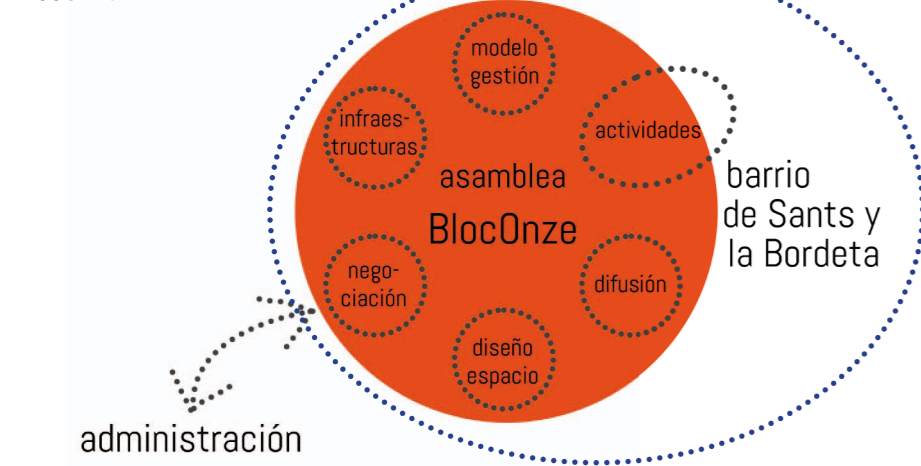 modelo
gestión
infraes-
tructuras
actividades
asamblea
BlocOnze
barrio
de Sants y
la Bordeta
nego-
ciación
difusión
diseño
espacio
administración